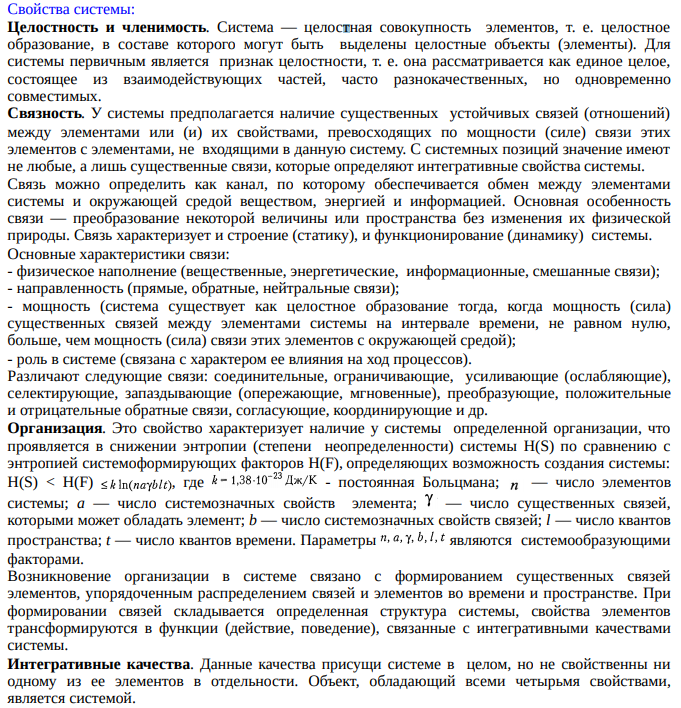 Свойства системы:
Целостность и членимость. Система — целостная совокупность элементов, т. е. целостное
образование, в составе которого могут быть выделены целостные объекты (элементы). Для
системы первичным является признак целостности, т. е. она рассматривается как единое целое,
состоящее из взаимодействующих частей, часто разнокачественных, но одновременно
совместимых.
Связность. У системы предполагается наличие существенных устойчивых связей (отношений)
между элементами или (и) их свойствами, превосходящих по мощности (силе) связи этих
элементов с элементами, не входящими в данную систему. С системных позиций значение имеют
не любые, а лишь существенные связи, которые определяют интегративные свойства системы.
Связь можно определить как канал, по которому обеспечивается обмен между элементами
системы и окружающей средой веществом, энергией и информацией. Основная особенность
связи — преобразование некоторой величины или пространства без изменения их физической
природы. Связь характеризует и строение (статику), и функционирование (динамику) системы.
Основные характеристики связи:
- физическое наполнение (вещественные, энергетические, информационные, смешанные связи);
- направленность (прямые, обратные, нейтральные связи);
- мощность (система существует как целостное образование тогда, когда мощность (сила)
существенных связей между элементами системы на интервале времени, не равном нулю,
больше, чем мощность (сила) связи этих элементов с окружающей средой);
- роль в системе (связана с характером ее влияния на ход процессов).
Различают следующие связи: соединительные, ограничивающие, усиливающие (ослабляющие),
селектирующие, запаздывающие (опережающие, мгновенные), преобразующие, положительные
и отрицательные обратные связи, согласующие, координирующие и др.
Организация. Это свойство характеризует наличие у системы определенной организации, что
проявляется в снижении энтропии (степени неопределенности) системы H(S) по сравнению с
энтропией системоформирующих факторов H(F), определяющих возможность создания системы:
H(S) < H(F) ≤ k ln(naγblt), где k = 1,38·10⁻²³ Дж/К - постоянная Больцмана; n — число элементов
системы; a — число системозначных свойств элемента; γ — число существенных связей,
которыми может обладать элемент; b — число системозначных свойств связей; l — число квантов
пространства; t — число квантов времени. Параметры n, a, γ, b, l, t являются системообразующими
факторами.
Возникновение организации в системе связано с формированием существенных связей
элементов, упорядоченным распределением связей и элементов во времени и пространстве. При
формировании связей складывается определенная структура системы, свойства элементов
трансформируются в функции (действие, поведение), связанные с интегративными качествами
системы.
Интегративные качества. Данные качества присущи системе в целом, но не свойственны ни
одному из ее элементов в отдельности. Объект, обладающий всеми четырьмя свойствами,
является системой.